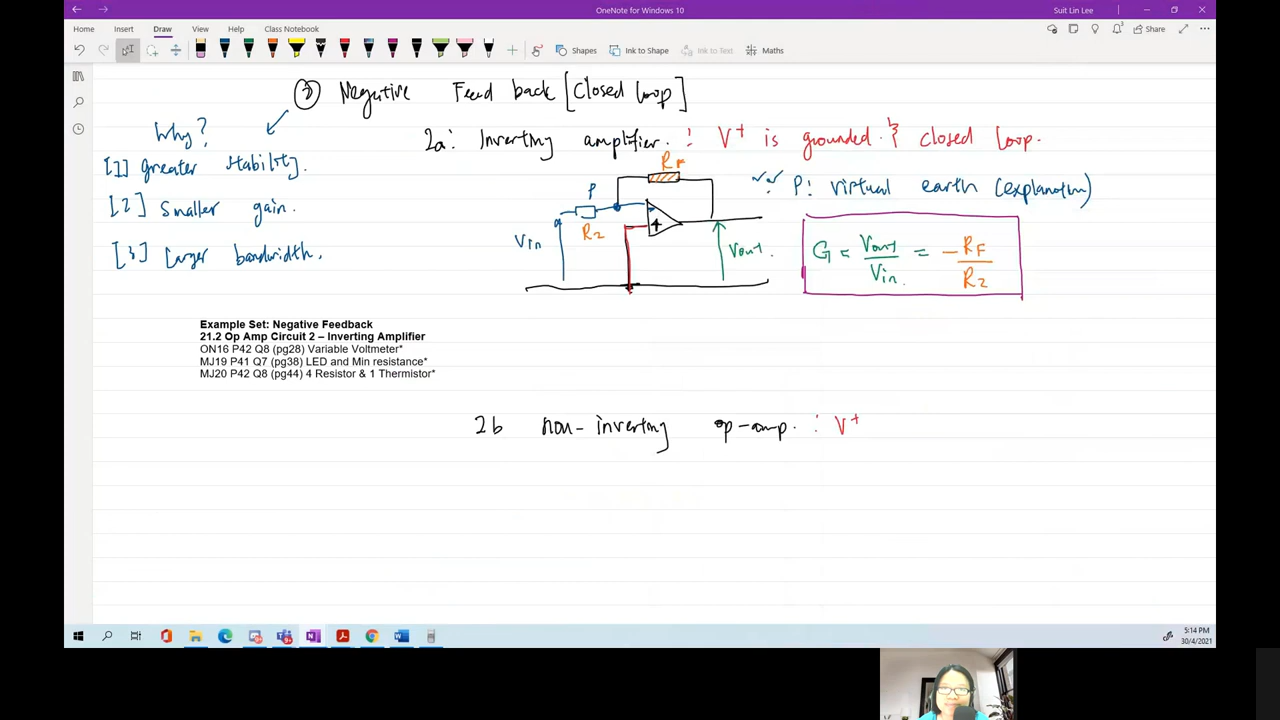 OneNote for Windows 10
Suit Lin Lee
Home Insert Draw View Help Class Notebook
Share
Shapes Ink to Shape Ink to Text Maths
② Negative Feed back [Closed loop]
Why?
[1] greater stability.
[2] Smaller gain.
[3] larger bandwidth.
2a: Inverting amplifier. : V+ is grounded. & closed loop.
RF
P
R2
Vin
Vout.
P: virtual earth (explanation)
G = Vout/Vin. = -RF/R2
Example Set: Negative Feedback
21.2 Op Amp Circuit 2 – Inverting Amplifier
ON16 P42 Q8 (pg28) Variable Voltmeter*
MJ19 P41 Q7 (pg38) LED and Min resistance*
MJ20 P42 Q8 (pg44) 4 Resistor & 1 Thermistor*
2b non-inverting op-amp. : V+
5:14 PM
30/4/2021